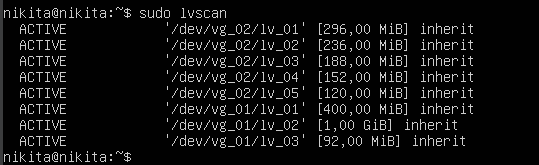 nikita@nikita:~$ sudo lvscan
ACTIVE '/dev/vg_02/lv_01' [296,00 MiB] inherit
ACTIVE '/dev/vg_02/lv_02' [236,00 MiB] inherit
ACTIVE '/dev/vg_02/lv_03' [188,00 MiB] inherit
ACTIVE '/dev/vg_02/lv_04' [152,00 MiB] inherit
ACTIVE '/dev/vg_02/lv_05' [120,00 MiB] inherit
ACTIVE '/dev/vg_01/lv_01' [400,00 MiB] inherit
ACTIVE '/dev/vg_01/lv_02' [1,00 GiB] inherit
ACTIVE '/dev/vg_01/lv_03' [92,00 MiB] inherit
nikita@nikita:~$